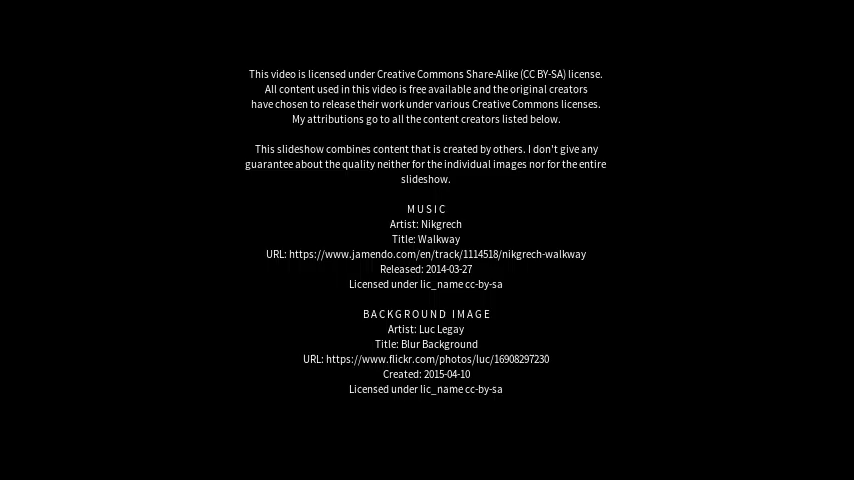 This video is licensed under Creative Commons Share-Alike (CC BY-SA) license.
All content used in this video is free available and the original creators
have chosen to release their work under various Creative Commons licenses.
My attributions go to all the content creators listed below.
This slideshow combines content that is created by others. I don't give any
guarantee about the quality neither for the individual images nor for the entire
slideshow.
MUSIC
Artist: Nikgrech
Title: Walkway
URL: https://www.jamendo.com/en/track/1114518/nikgrech-walkway
Released: 2014-03-27
Licensed under lic_name cc-by-sa
BACKGROUND IMAGE
Artist: Luc Legay
Title: Blur Background
URL: https://www.flickr.com/photos/luc/16908297230
Created: 2015-04-10
Licensed under lic_name cc-by-sa